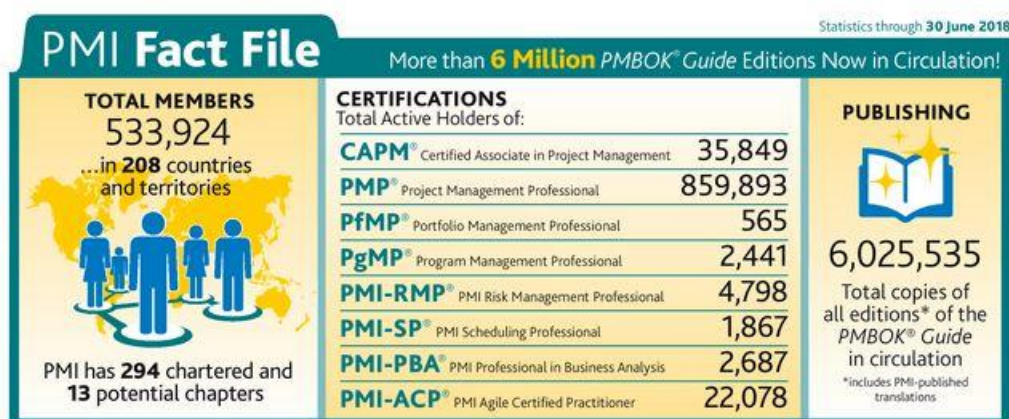 Statistics through 30 June 2018
PMI Fact File
More than 6 Million PMBOK® Guide Editions Now in Circulation!
TOTAL MEMBERS
533,924
...in 208 countries
and territories
PMI has 294 chartered and
13 potential chapters
CERTIFICATIONS
Total Active Holders of:
CAPM® Certified Associate in Project Management 35,849
PMP® Project Management Professional 859,893
PfMP® Portfolio Management Professional 565
PgMP® Program Management Professional 2,441
PMI-RMP® PMI Risk Management Professional 4,798
PMI-SP® PMI Scheduling Professional 1,867
PMI-PBA® PMI Professional in Business Analysis 2,687
PMI-ACP® PMI Agile Certified Practitioner 22,078
PUBLISHING
6,025,535
Total copies of
all editions* of the
PMBOK® Guide
in circulation
*includes PMI-published
translations